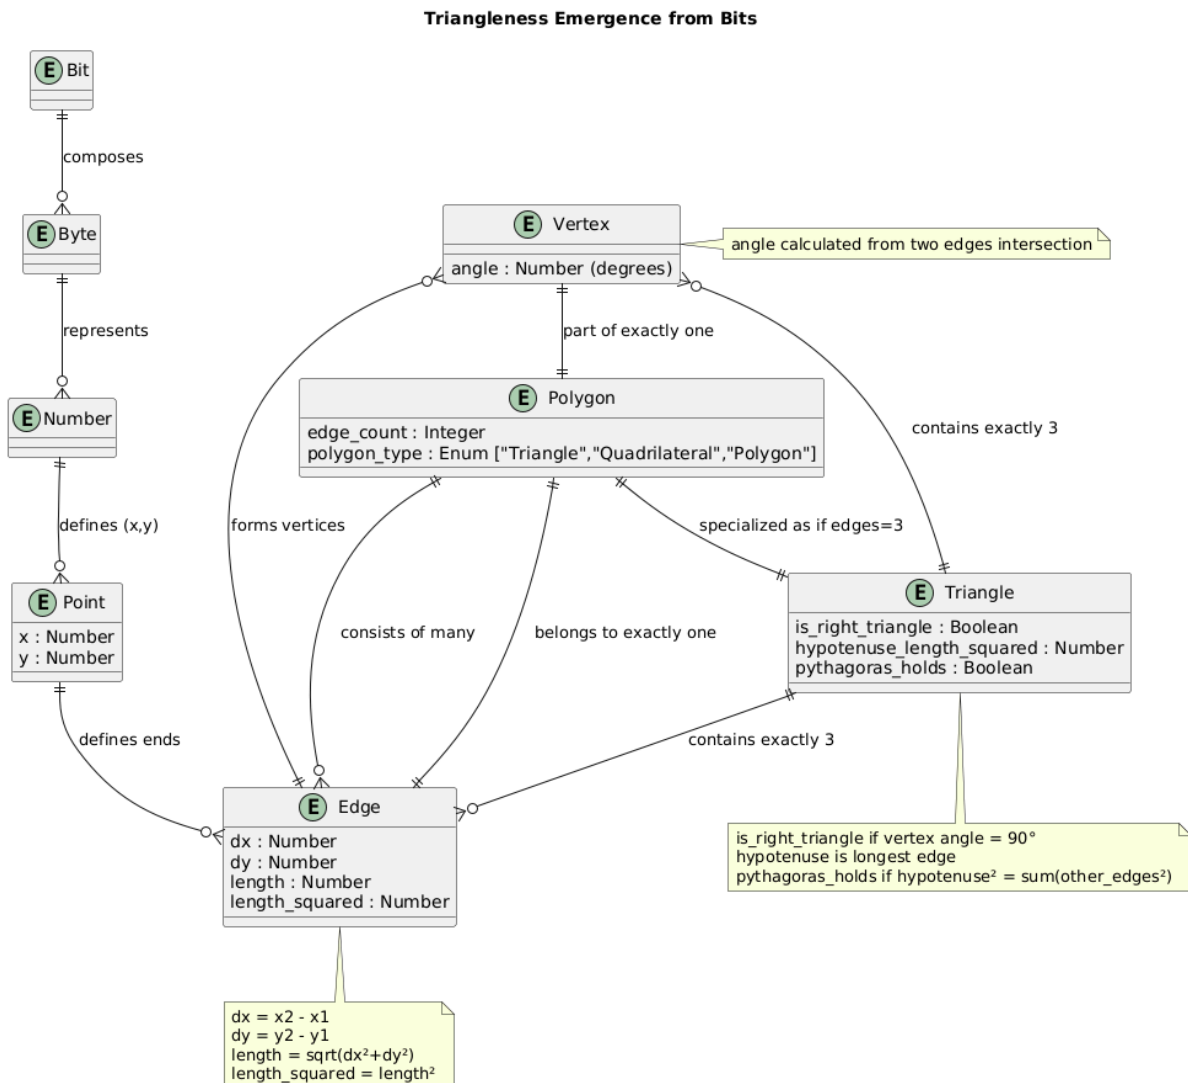 Triangleness Emergence from Bits
E Bit
composes
E Byte
represents
E Number
defines (x,y)
E Point
x : Number
y : Number
defines ends
E Vertex
angle : Number (degrees)
angle calculated from two edges intersection
part of exactly one
E Polygon
edge_count : Integer
polygon_type : Enum ["Triangle","Quadrilateral","Polygon"]
contains exactly 3
forms vertices
specialized as if edges=3
consists of many
belongs to exactly one
E Triangle
is_right_triangle : Boolean
hypotenuse_length_squared : Number
pythagoras_holds : Boolean
contains exactly 3
E Edge
dx : Number
dy : Number
length : Number
length_squared : Number
is_right_triangle if vertex angle = 90°
hypotenuse is longest edge
pythagoras_holds if hypotenuse² = sum(other_edges²)
dx = x2 - x1
dy = y2 - y1
length = sqrt(dx²+dy²)
length_squared = length²